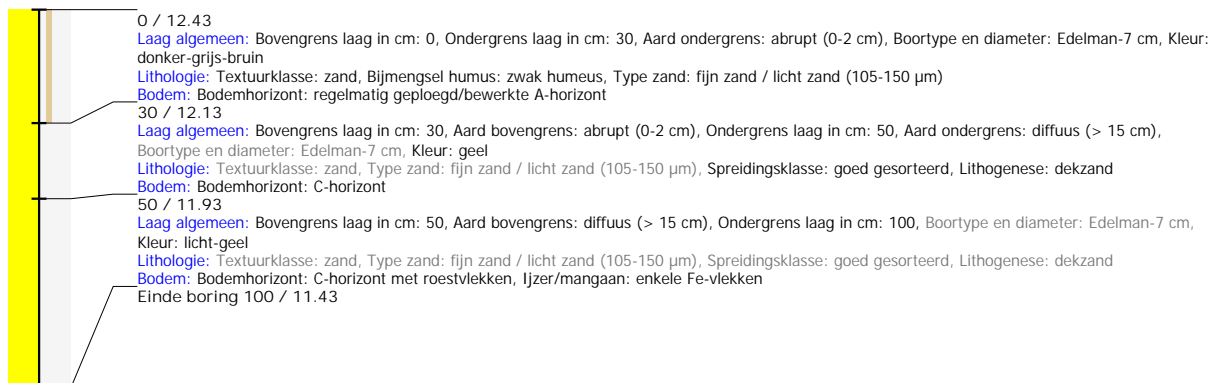 0 / 12.43
Laag algemeen: Bovengrens laag in cm: 0, Ondergrens laag in cm: 30, Aard ondergrens: abrupt (0-2 cm), Boortype en diameter: Edelman-7 cm, Kleur:
donker-grijs-bruin
Lithologie: Textuurklasse: zand, Bijmengsel humus: zwak humeus, Type zand: fijn zand / licht zand (105-150 µm)
Bodem: Bodemhorizont: regelmatig geploegd/bewerkte A-horizont
30 / 12.13
Laag algemeen: Bovengrens laag in cm: 30, Aard bovengrens: abrupt (0-2 cm), Ondergrens laag in cm: 50, Aard ondergrens: diffuus (> 15 cm),
Boortype en diameter: Edelman-7 cm, Kleur: geel
Lithologie: Textuurklasse: zand, Type zand: fijn zand / licht zand (105-150 µm), Spreidingsklasse: goed gesorteerd, Lithogenese: dekzand
Bodem: Bodemhorizont: C-horizont
50 / 11.93
Laag algemeen: Bovengrens laag in cm: 50, Aard bovengrens: diffuus (> 15 cm), Ondergrens laag in cm: 100, Boortype en diameter: Edelman-7 cm,
Kleur: licht-geel
Lithologie: Textuurklasse: zand, Type zand: fijn zand / licht zand (105-150 µm), Spreidingsklasse: goed gesorteerd, Lithogenese: dekzand
Bodem: Bodemhorizont: C-horizont met roestvlekken, Ijzer/mangaan: enkele Fe-vlekken
Einde boring 100 / 11.43